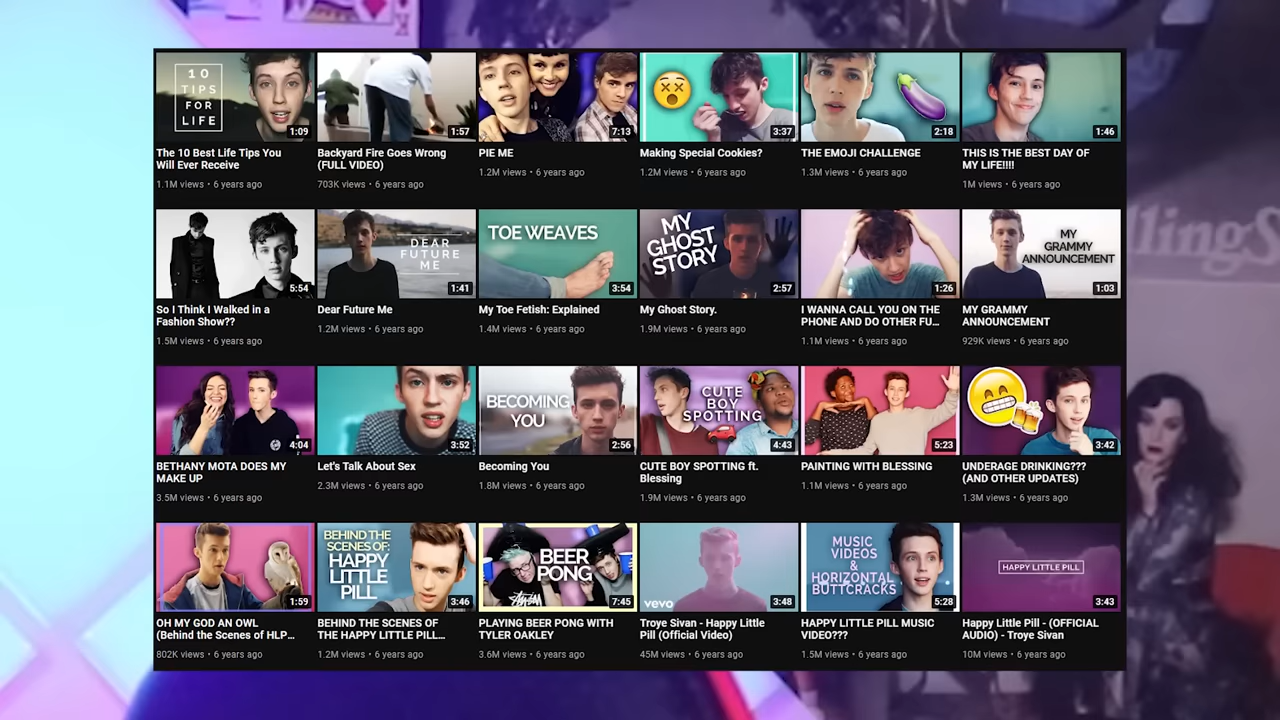 10
TIPS
FOR
LIFE
1:09
1:57
7:13
3:37
2:18
1:46
The 10 Best Life Tips You
Will Ever Receive
1.1M views • 6 years ago
Backyard Fire Goes Wrong
(FULL VIDEO)
703K views • 6 years ago
PIE ME
1.2M views • 6 years ago
Making Special Cookies?
1.2M views • 6 years ago
THE EMOJI CHALLENGE
1.3M views • 6 years ago
THIS IS THE BEST DAY OF
MY LIFE!!!!
1M views • 6 years ago
5:54
DEAR
FUTURE
ME
1:41
TOE WEAVES
3:54
MY
GHOST
STORY
2:57
1:26
MY
GRAMMY
ANNOUNCEMENT
1:03
So I Think I Walked in a
Fashion Show??
1.5M views • 6 years ago
Dear Future Me
1.2M views • 6 years ago
My Toe Fetish: Explained
1.4M views • 6 years ago
My Ghost Story.
1.9M views • 6 years ago
I WANNA CALL YOU ON THE
PHONE AND DO OTHER FU...
1.1M views • 6 years ago
MY GRAMMY
ANNOUNCEMENT
929K views • 6 years ago
llingS
4:04
3:52
BECOMING
YOU
2:56
CUTE
BOY
SPOTTING
4:43
5:23
3:42
BETHANY MOTA DOES MY
MAKE UP
3.5M views • 6 years ago
Let's Talk About Sex
2.3M views • 6 years ago
Becoming You
1.8M views • 6 years ago
CUTE BOY SPOTTING ft.
Blessing
1.9M views • 6 years ago
PAINTING WITH BLESSING
1.1M views • 6 years ago
UNDERAGE DRINKING???
(AND OTHER UPDATES)
1.3M views • 6 years ago
1:59
BEHIND THE
SCENES OF:
HAPPY
LITTLE
PILL
3:46
BEER
PONG
7:45
vevo
3:48
MUSIC
VIDEOS
&
HORIZONTAL
BUTTCRACKS
5:28
HAPPY LITTLE PILL
3:43
OH MY GOD AN OWL
(Behind the Scenes of HLP...
802K views • 6 years ago
BEHIND THE SCENES OF
THE HAPPY LITTLE PILL...
1.2M views • 6 years ago
PLAYING BEER PONG WITH
TYLER OAKLEY
3.6M views • 6 years ago
Troye Sivan - Happy Little
Pill (Official Video)
45M views • 6 years ago
HAPPY LITTLE PILL MUSIC
VIDEO???
1.5M views • 6 years ago
Happy Little Pill - (OFFICIAL
AUDIO) - Troye Sivan
10M views • 6 years ago